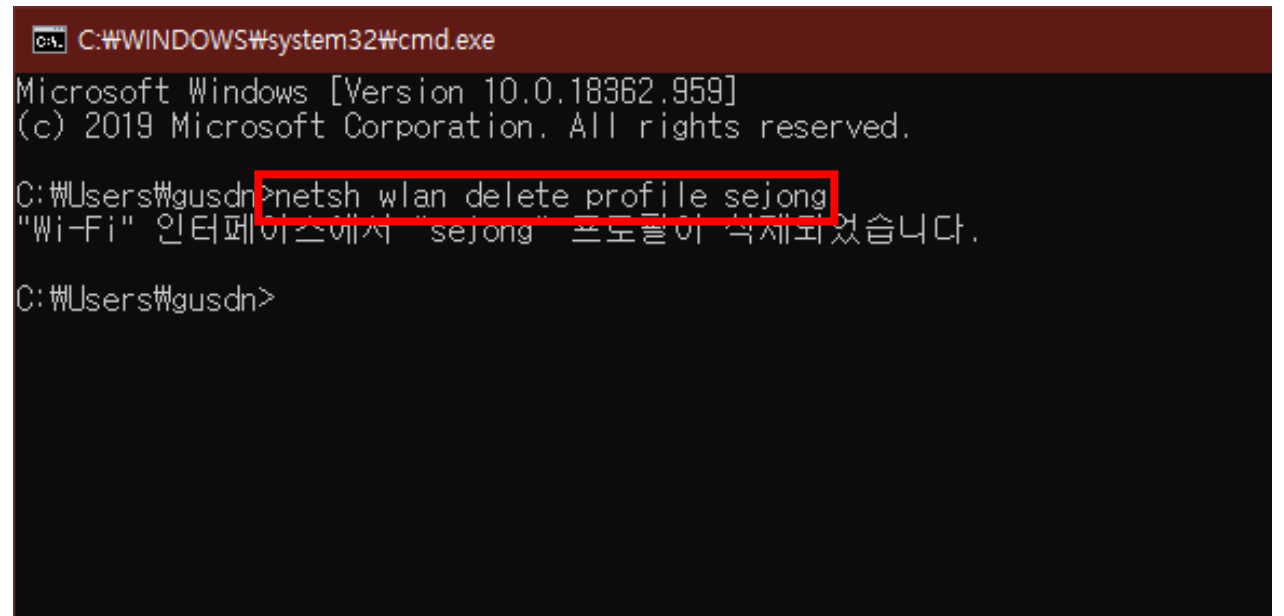 C:₩WINDOWS₩system32₩cmd.exe
Microsoft Windows [Version 10.0.18362.959]
(c) 2019 Microsoft Corporation. All rights reserved.
C:₩Users₩gusdn>netsh wlan delete profile sejong
"Wi-Fi" 인터페이스에서 "sejong" 프로필이 삭제되었습니다.
C:₩Users₩gusdn>